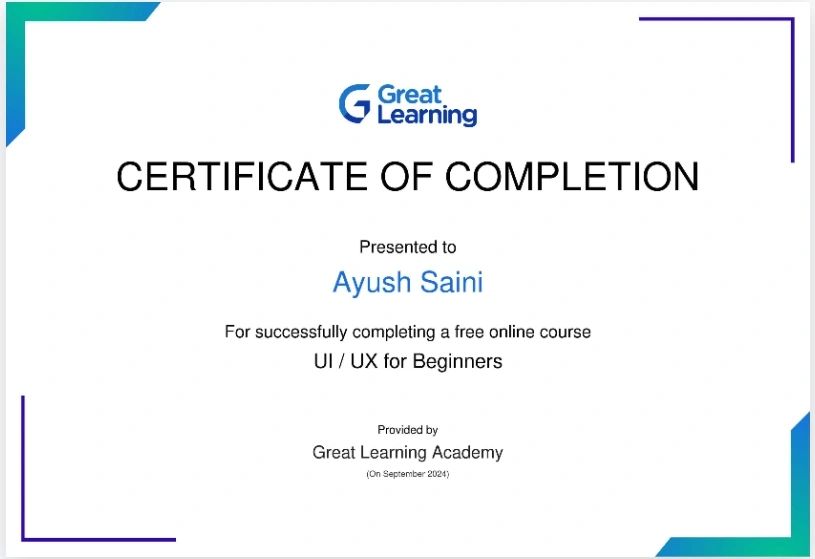 Great
Learning
CERTIFICATE OF COMPLETION
Presented to
Ayush Saini
For successfully completing a free online course
UI / UX for Beginners
Provided by
Great Learning Academy
(On September 2024)